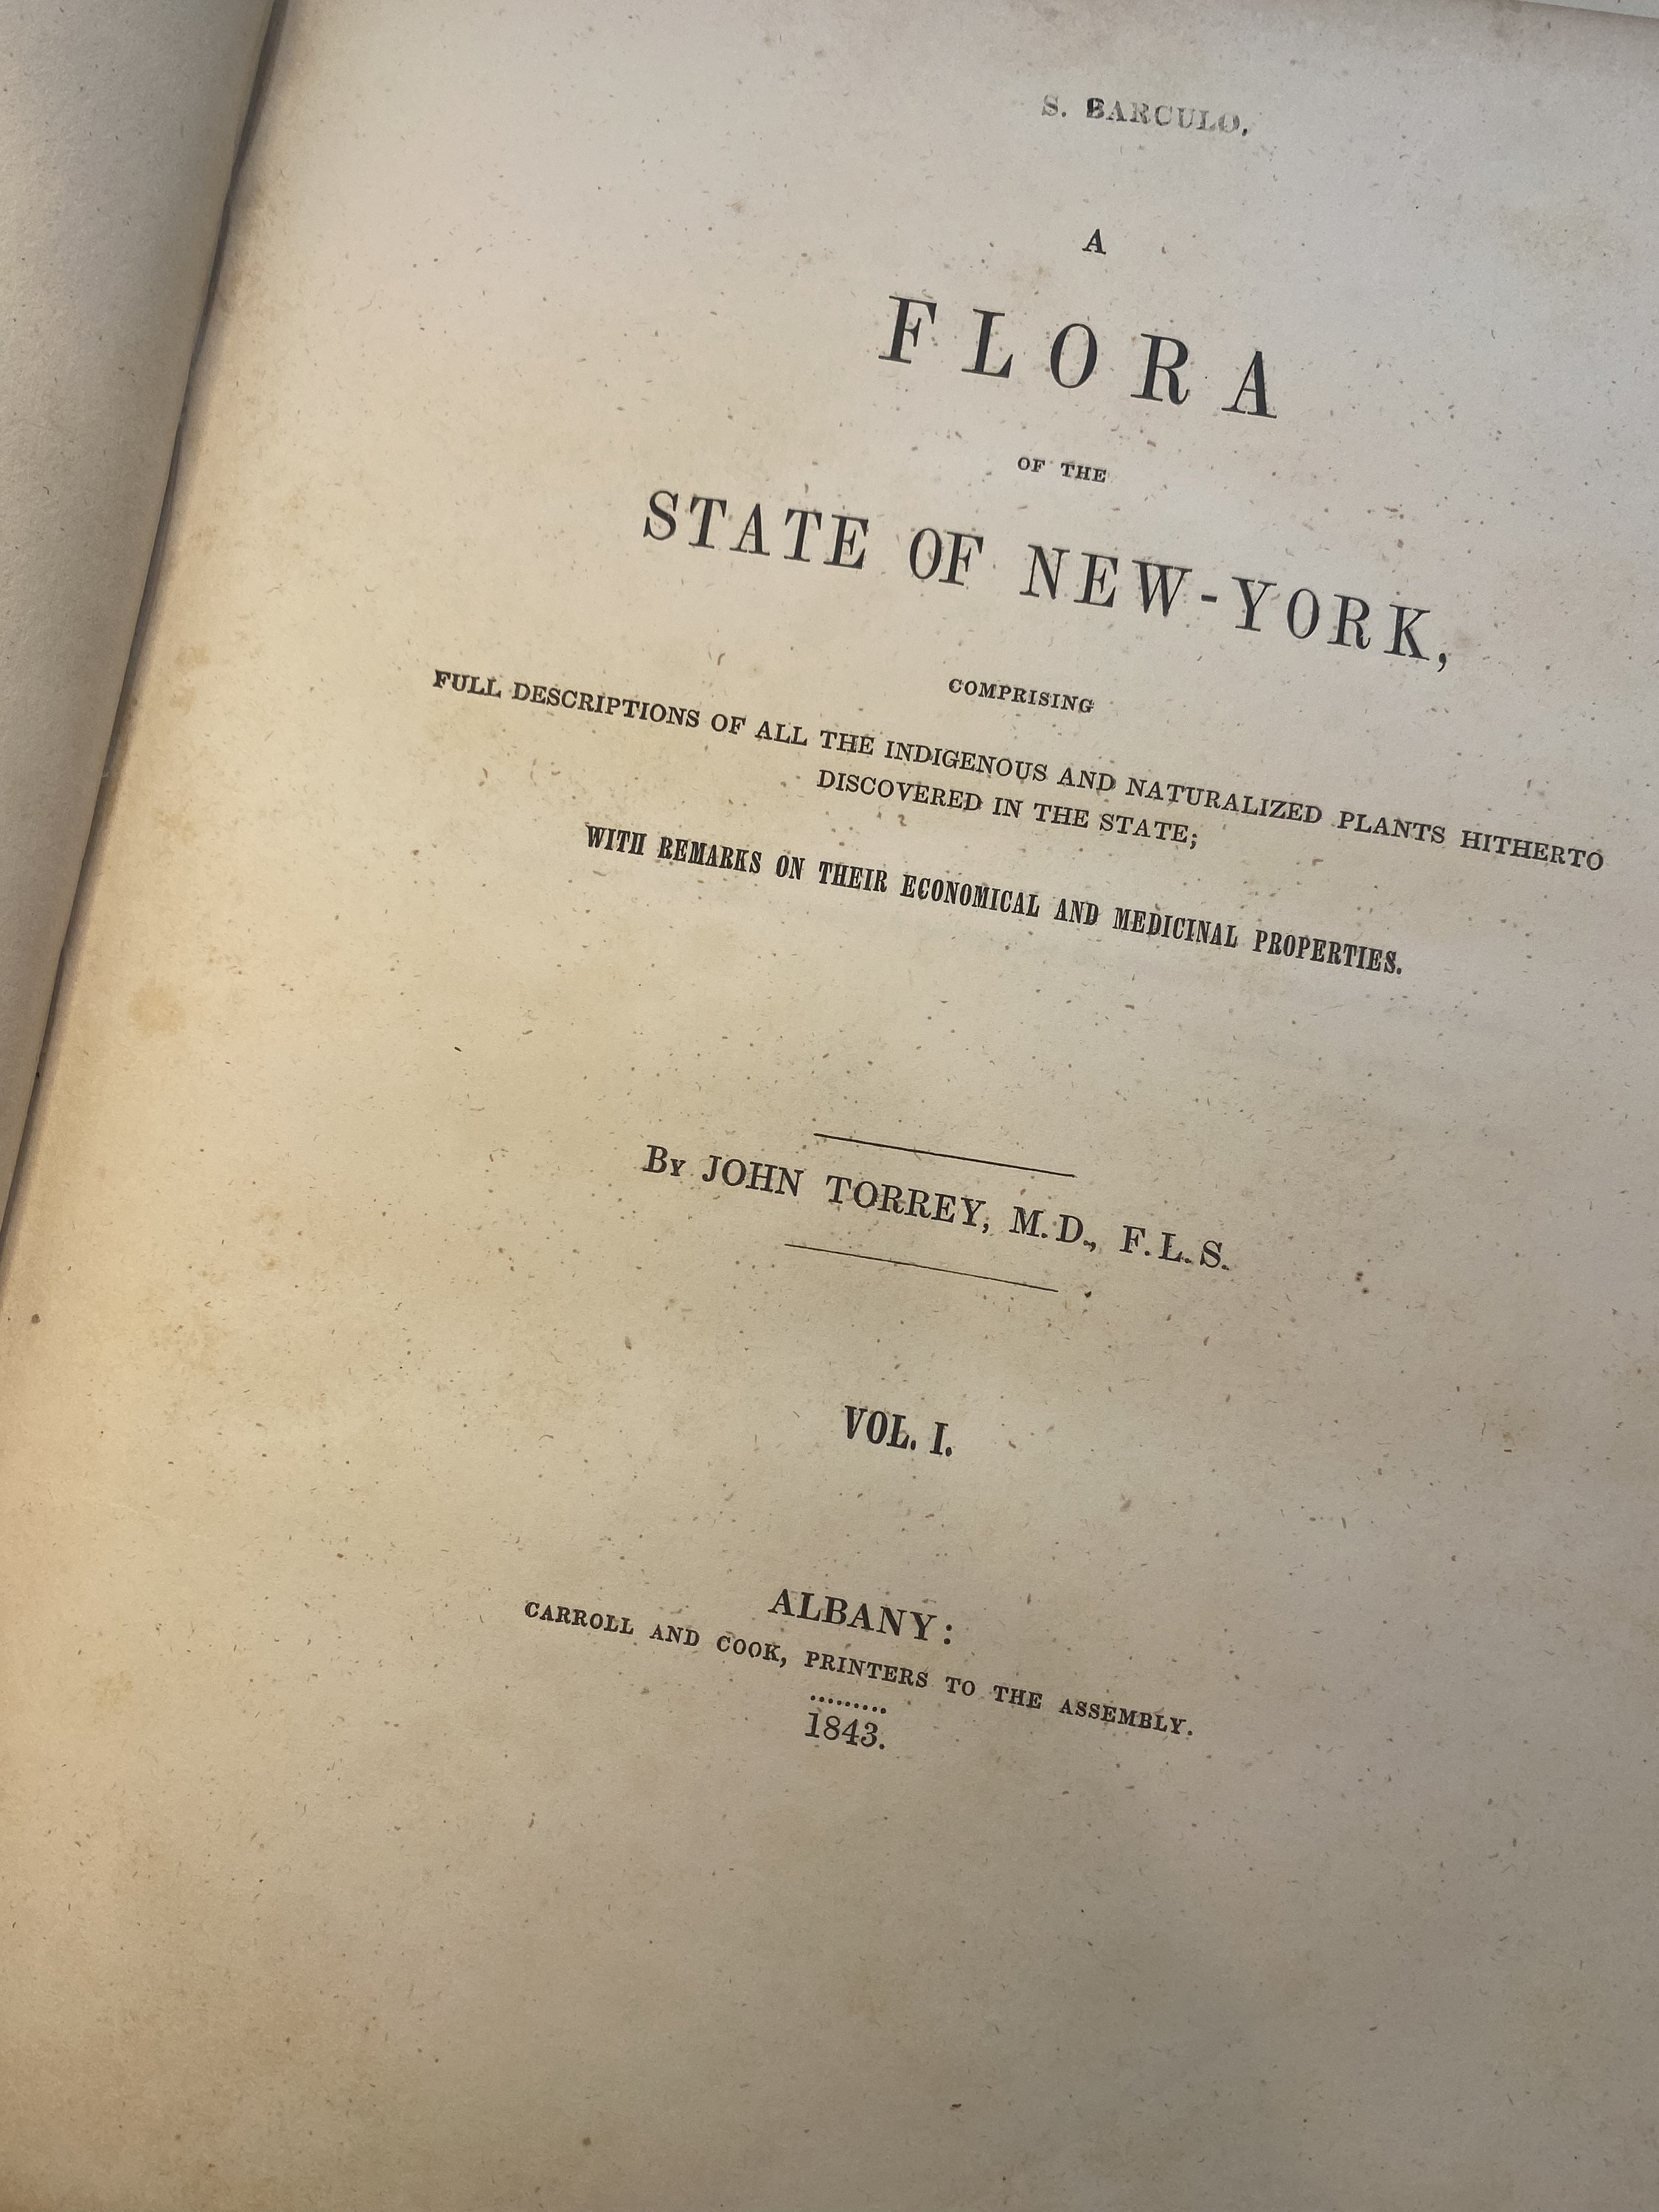 S. BARCULO.
A
FLORA
OF THE
STATE OF NEW-YORK,
COMPRISING
FULL DESCRIPTIONS OF ALL THE INDIGENOUS AND NATURALIZED PLANTS HITHERTO
DISCOVERED IN THE STATE;
WITH REMARKS ON THEIR ECONOMICAL AND MEDICINAL PROPERTIES.
By JOHN TORREY, M.D., F.L.S.
VOL. I.
ALBANY:
CARROLL AND COOK, PRINTERS TO THE ASSEMBLY.
.........
1843.